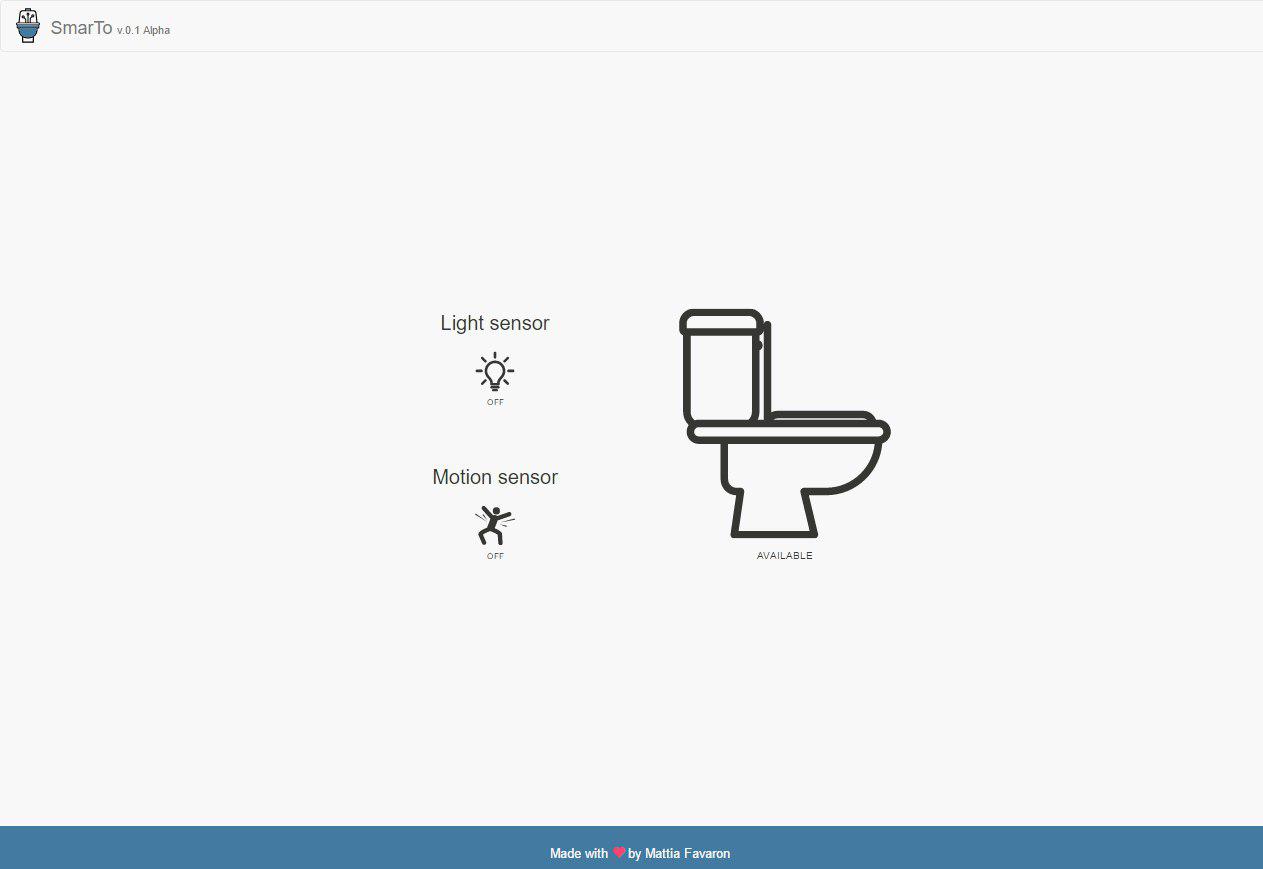 SmarTo v.0.1 Alpha
Light sensor
OFF
Motion sensor
OFF
AVAILABLE
Made with ❤ by Mattia Favaron